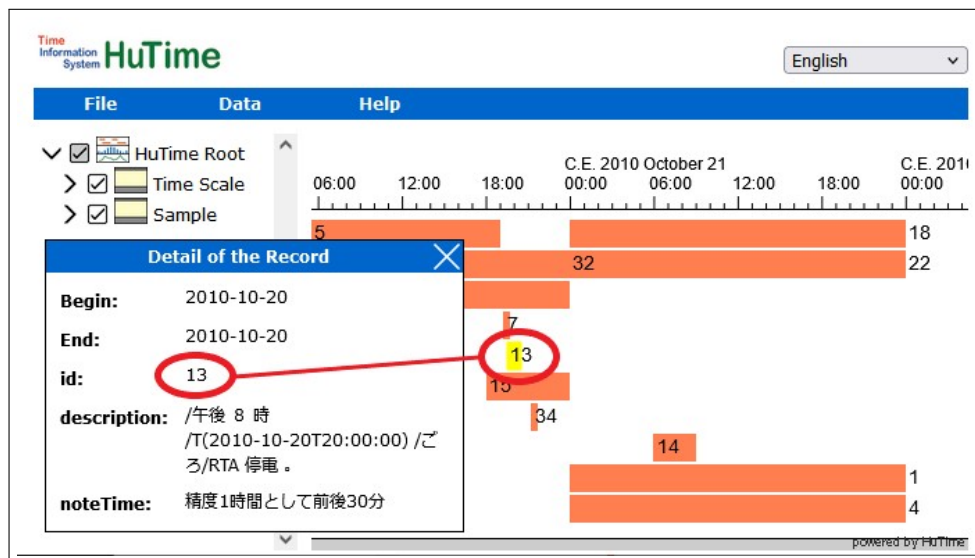 Time
Information
System HuTime
English
File Data Help
HuTime Root
Time Scale
Sample
C.E. 2010 October 21
06:00 12:00 18:00 00:00 06:00 12:00 18:00 00:00
5 18
32 22
7
13
15
34
14
1
4
Detail of the Record
Begin: 2010-10-20
End: 2010-10-20
id: 13
description: /午後 8 時
/T(2010-10-20T20:00:00) /ご
ろ/RTA 停電 。
noteTime: 精度1時間として前後30分
powered by HuTime